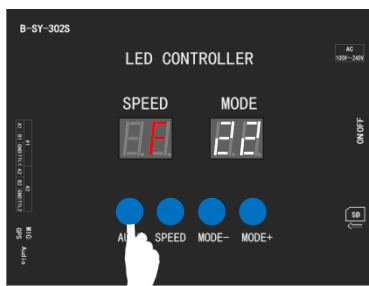 B-SY-302S
LED CONTROLLER
AC
100V~240V
SPEED
MODE
F
22
ON OFF
SD
SPEED
MODE-
MODE+
MIC
GPS
Audio